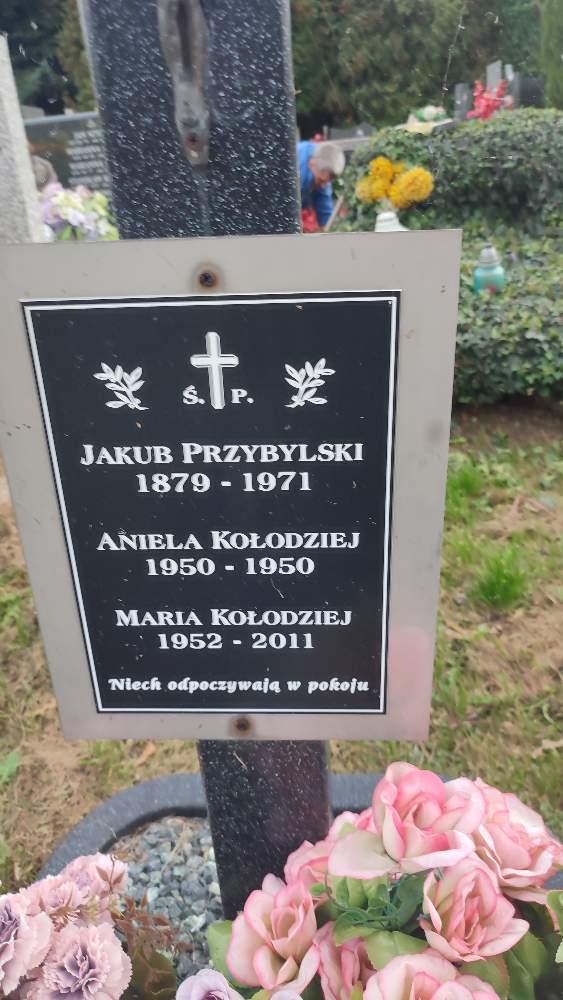 Ś. P.
JAKUB PRZYBYLSKI
1879 - 1971
ANIELA KOŁODZIEJ
1950 - 1950
MARIA KOŁODZIEJ
1952 - 2011
Niech odpoczywają w pokoju